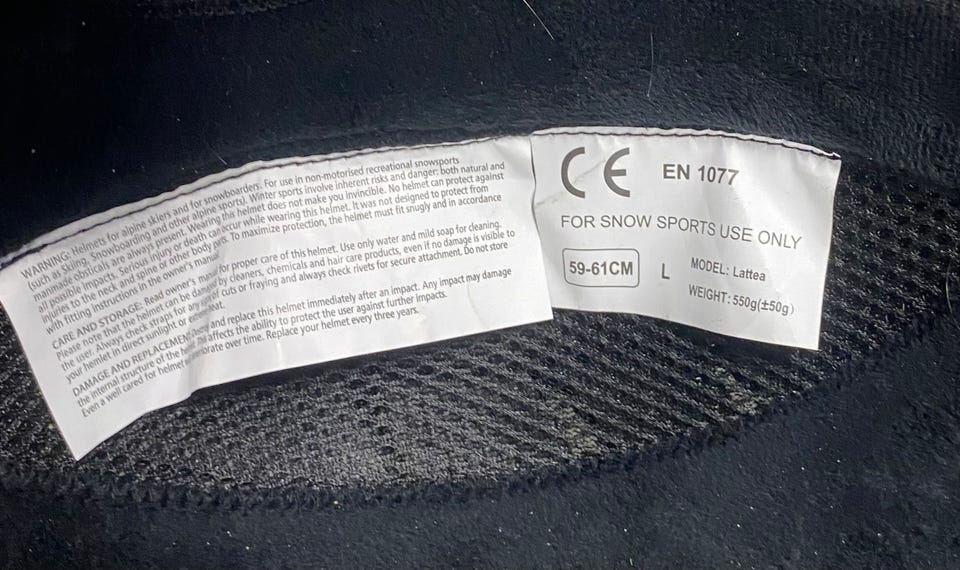 WARNING: Helmets for alpine skiers and for snowboarders. For use in non-motorised recreational snowsports
(such as Skiing, Snowboarding and other alpine sports). Winter sports involve inherent risks and danger: both natural and
manmade obsticals are always present. Wearing this helmet does not make you invincible. No helmet can protect against
all possible impacts. Serious injury or death can occur while wearing this helmet. It was not designed to protect from
injuries to the neck and spine or other body parts. To maximize protection, the helmet must fit snugly and in accordance
with fitting instructions in the owner's manual.
CARE AND STORAGE: Read owner's manual for proper care of this helmet. Use only water and mild soap for cleaning.
Please note that the helmet can be damaged by cleaners, chemicals and hair care products, even if no damage is visible to
the user. Always check straps for any sign of cuts or fraying and always check rivets for secure attachment. Do not store
your hemlet in direct sunlight or heat.
DAMAGE AND REPLACEMENT: and replace this helmet immediately after an impact. Any impact may damage
the internal structure of the This affects the ability to protect the user against further impacts.
Even a well cared for helmet over time. Replace your helmet every three years.
CE EN 1077
FOR SNOW SPORTS USE ONLY
59-61CM L MODEL: Lattea
WEIGHT: 550g(±50g)